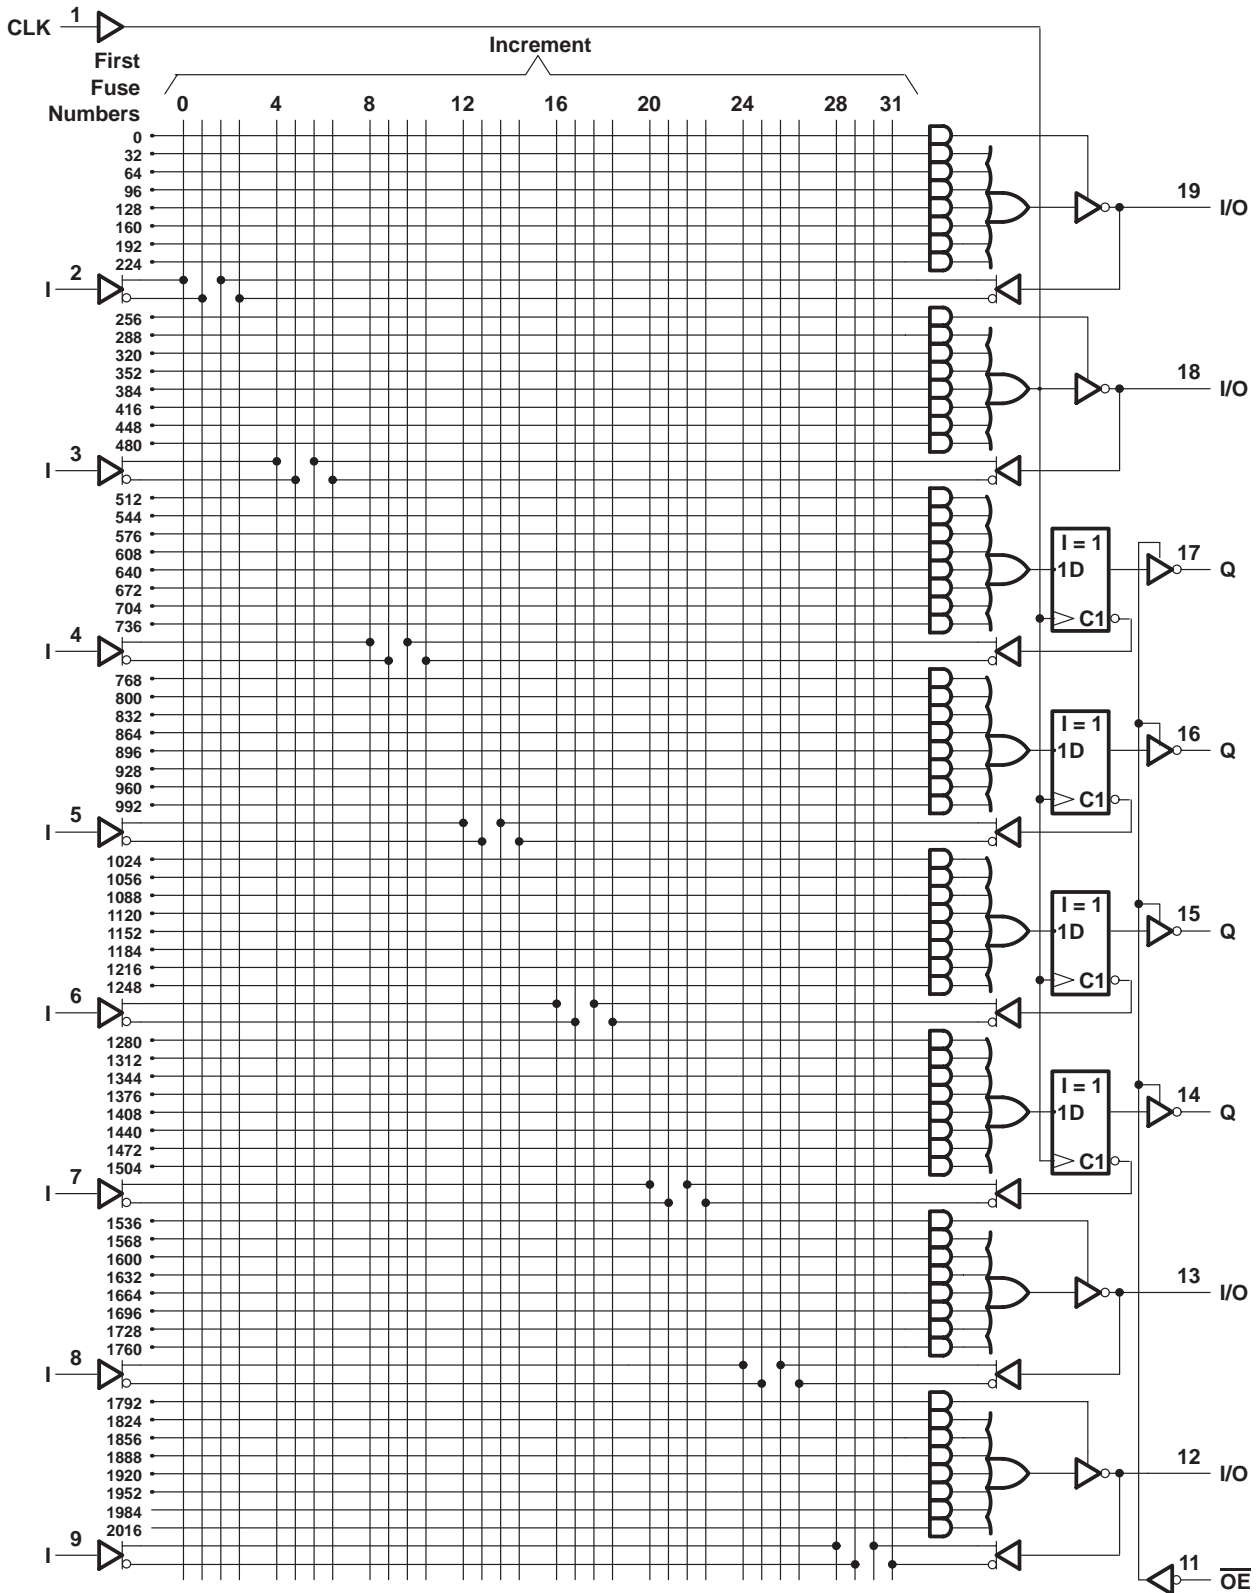 CLK 1
Increment
First
Fuse
Numbers
0 4 8 12 16 20 24 28 31
0
32
64
96
128
160
192
224
19 I/O
I 2
256
288
320
352
384
416
448
480
18 I/O
I 3
512
544
576
608
640
672
704
736
I = 1
1D
C1
17 Q
I 4
768
800
832
864
896
928
960
992
I = 1
1D
C1
16 Q
I 5
1024
1056
1088
1120
1152
1184
1216
1248
I = 1
1D
C1
15 Q
I 6
1280
1312
1344
1376
1408
1440
1472
1504
I = 1
1D
C1
14 Q
I 7
1536
1568
1600
1632
1664
1696
1728
1760
13 I/O
I 8
1792
1824
1856
1888
1920
1952
1984
2016
12 I/O
I 9
11 O̅E̅